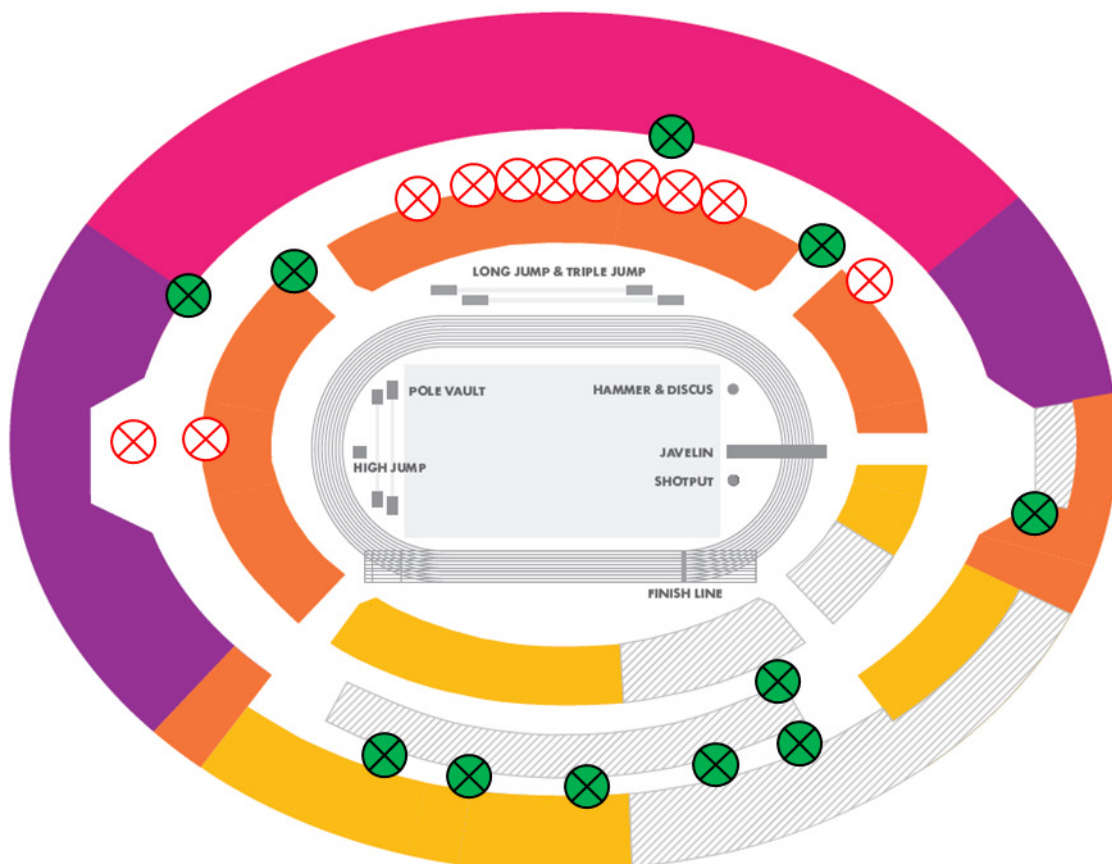 LONG JUMP & TRIPLE JUMP
POLE VAULT
HAMMER & DISCUS
JAVELIN
HIGH JUMP
SHOTPUT
FINISH LINE